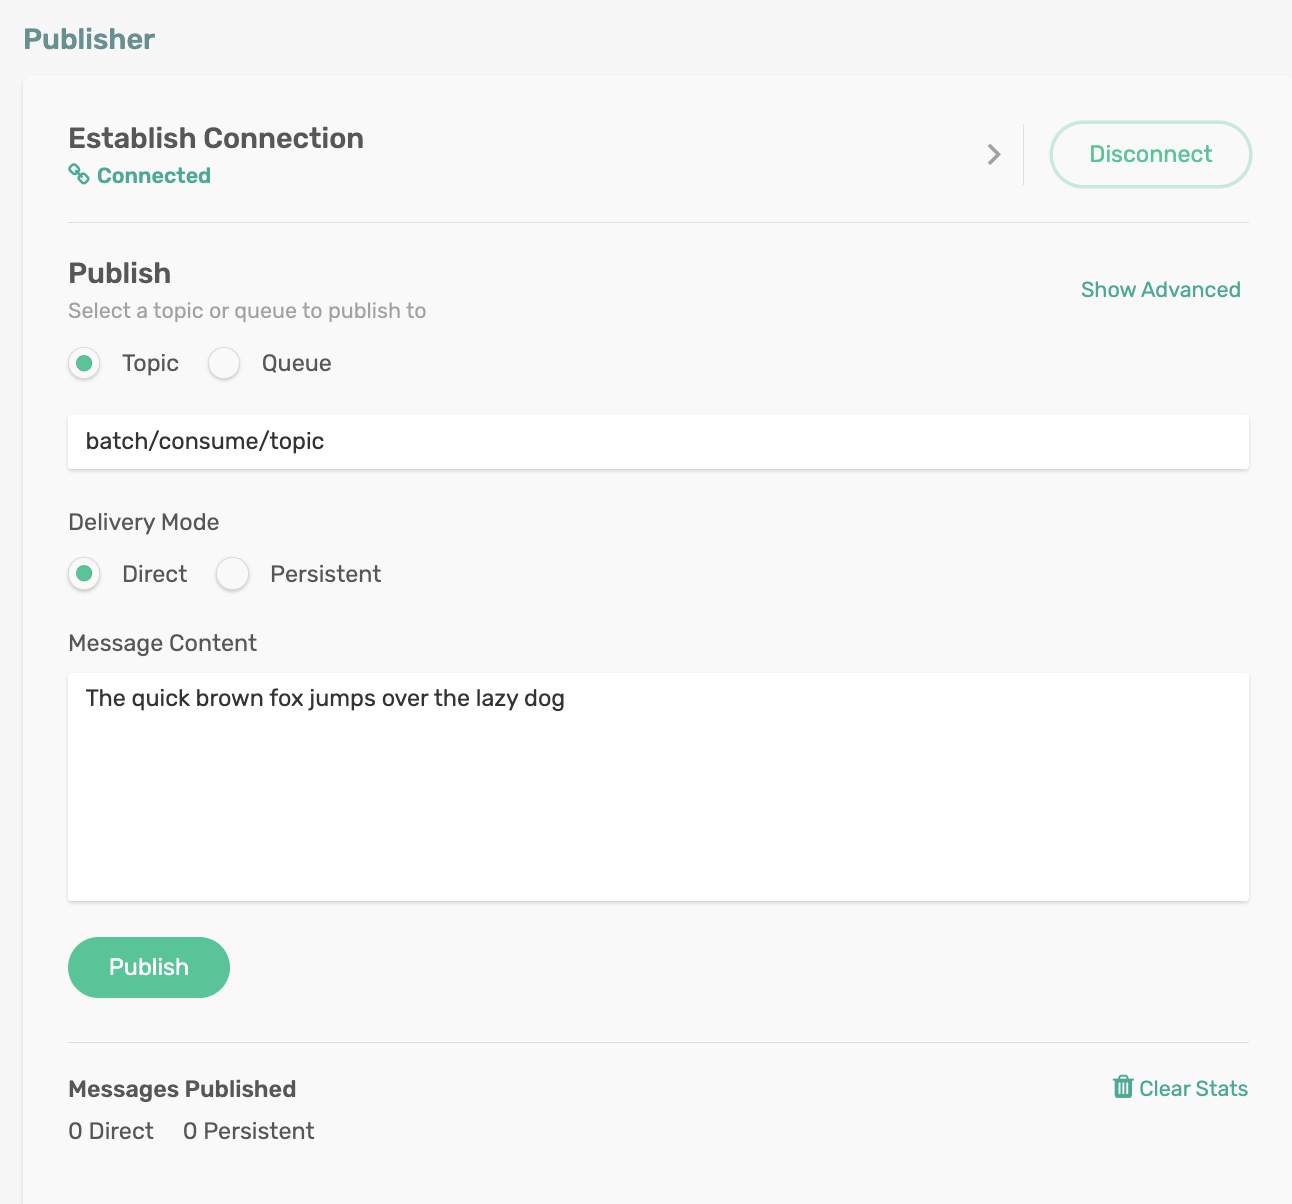 Publisher
Establish Connection
Connected
Disconnect
Publish
Select a topic or queue to publish to
Show Advanced
Topic Queue
batch/consume/topic
Delivery Mode
Direct Persistent
Message Content
The quick brown fox jumps over the lazy dog
Publish
Messages Published
Clear Stats
0 Direct 0 Persistent